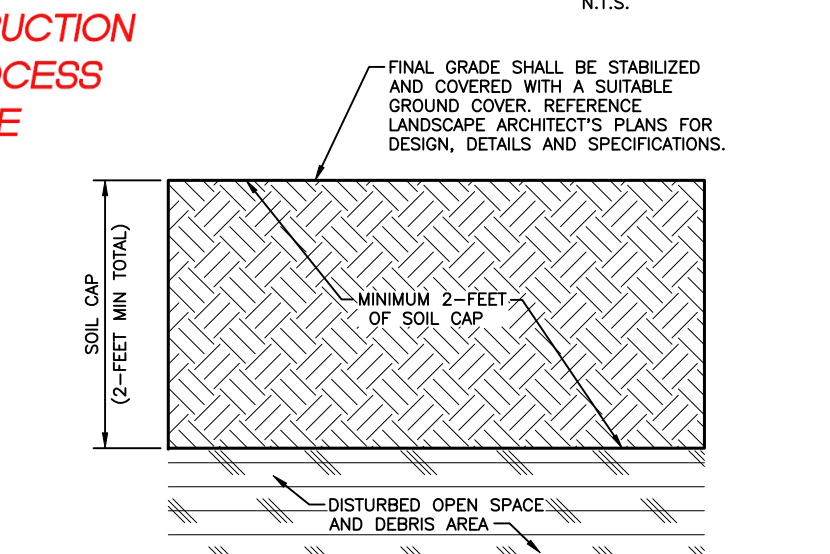 N.T.S.
UCTION
CESS
E
FINAL GRADE SHALL BE STABILIZED
AND COVERED WITH A SUITABLE
GROUND COVER. REFERENCE
LANDSCAPE ARCHITECT'S PLANS FOR
DESIGN, DETAILS AND SPECIFICATIONS.
SOIL CAP
(2-FEET MIN TOTAL)
MINIMUM 2-FEET
OF SOIL CAP
DISTURBED OPEN SPACE
AND DEBRIS AREA